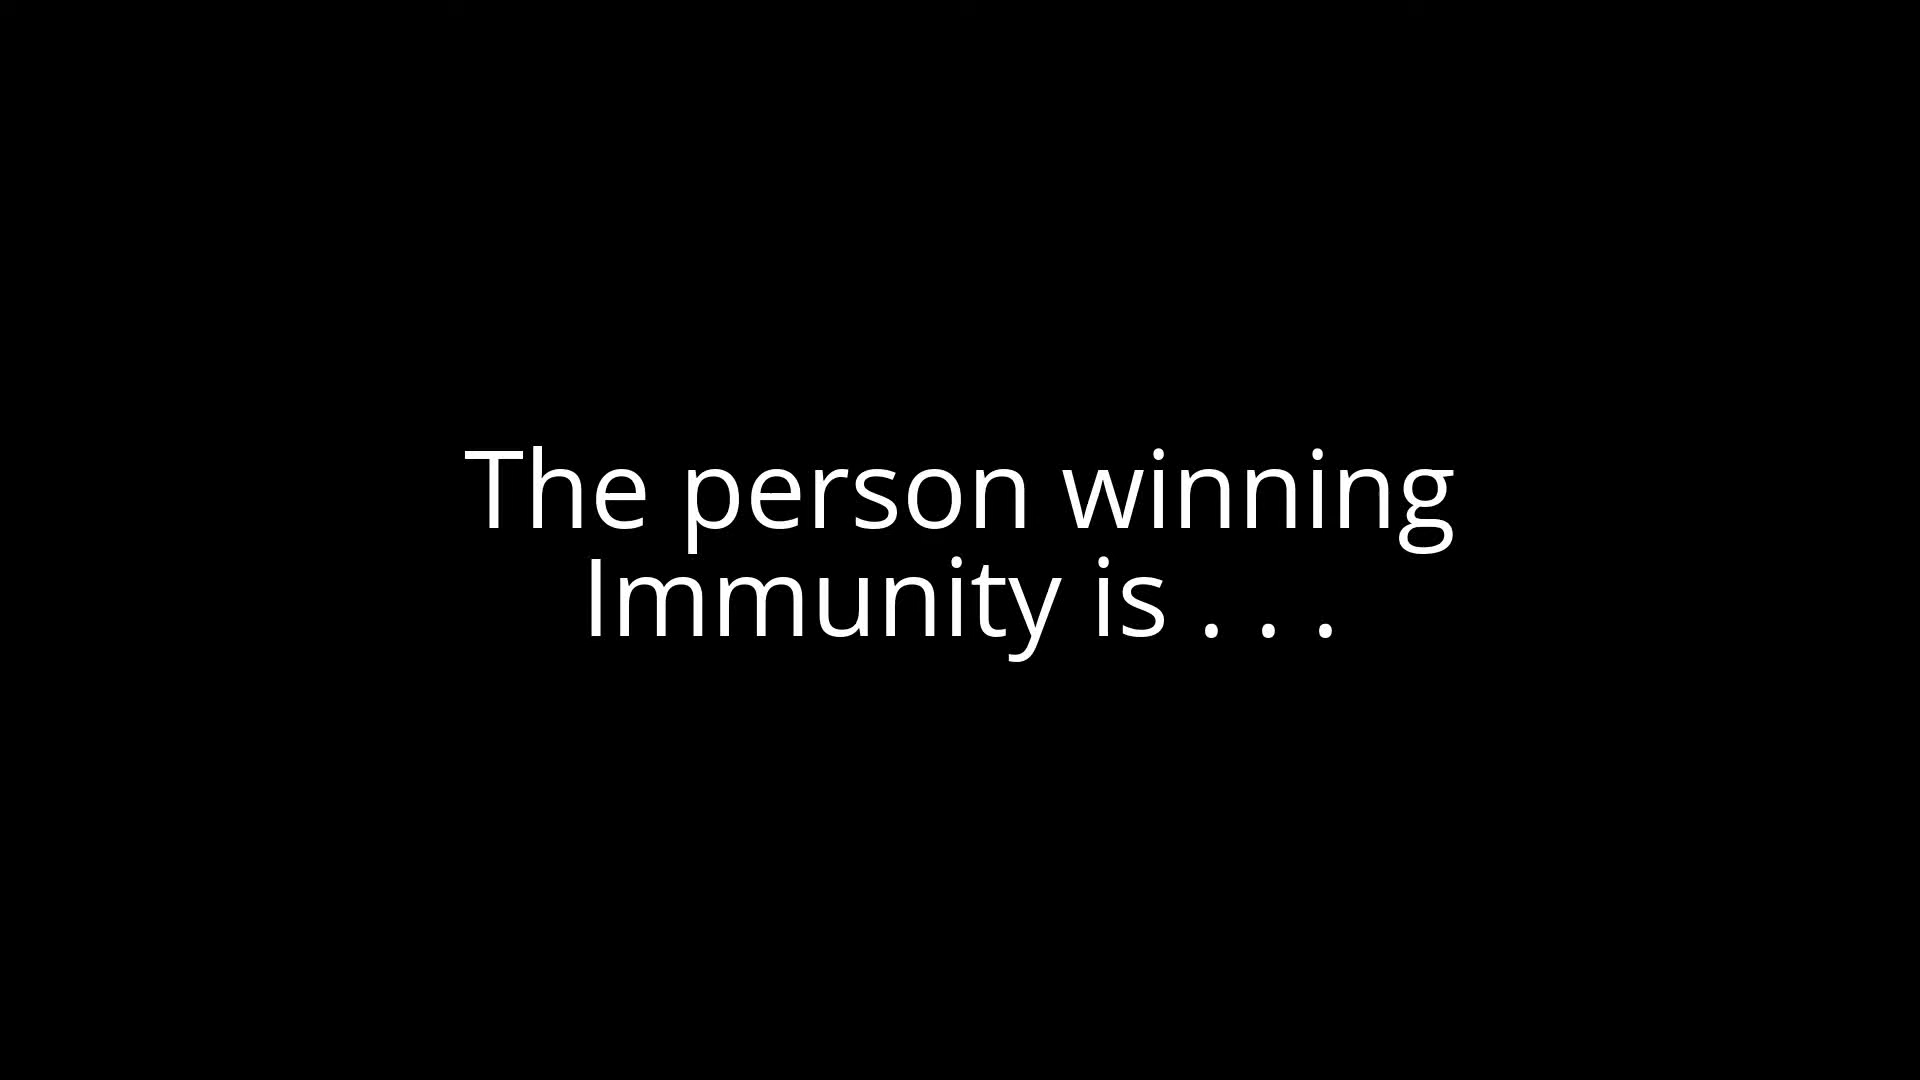 The person winning
Immunity is . . .